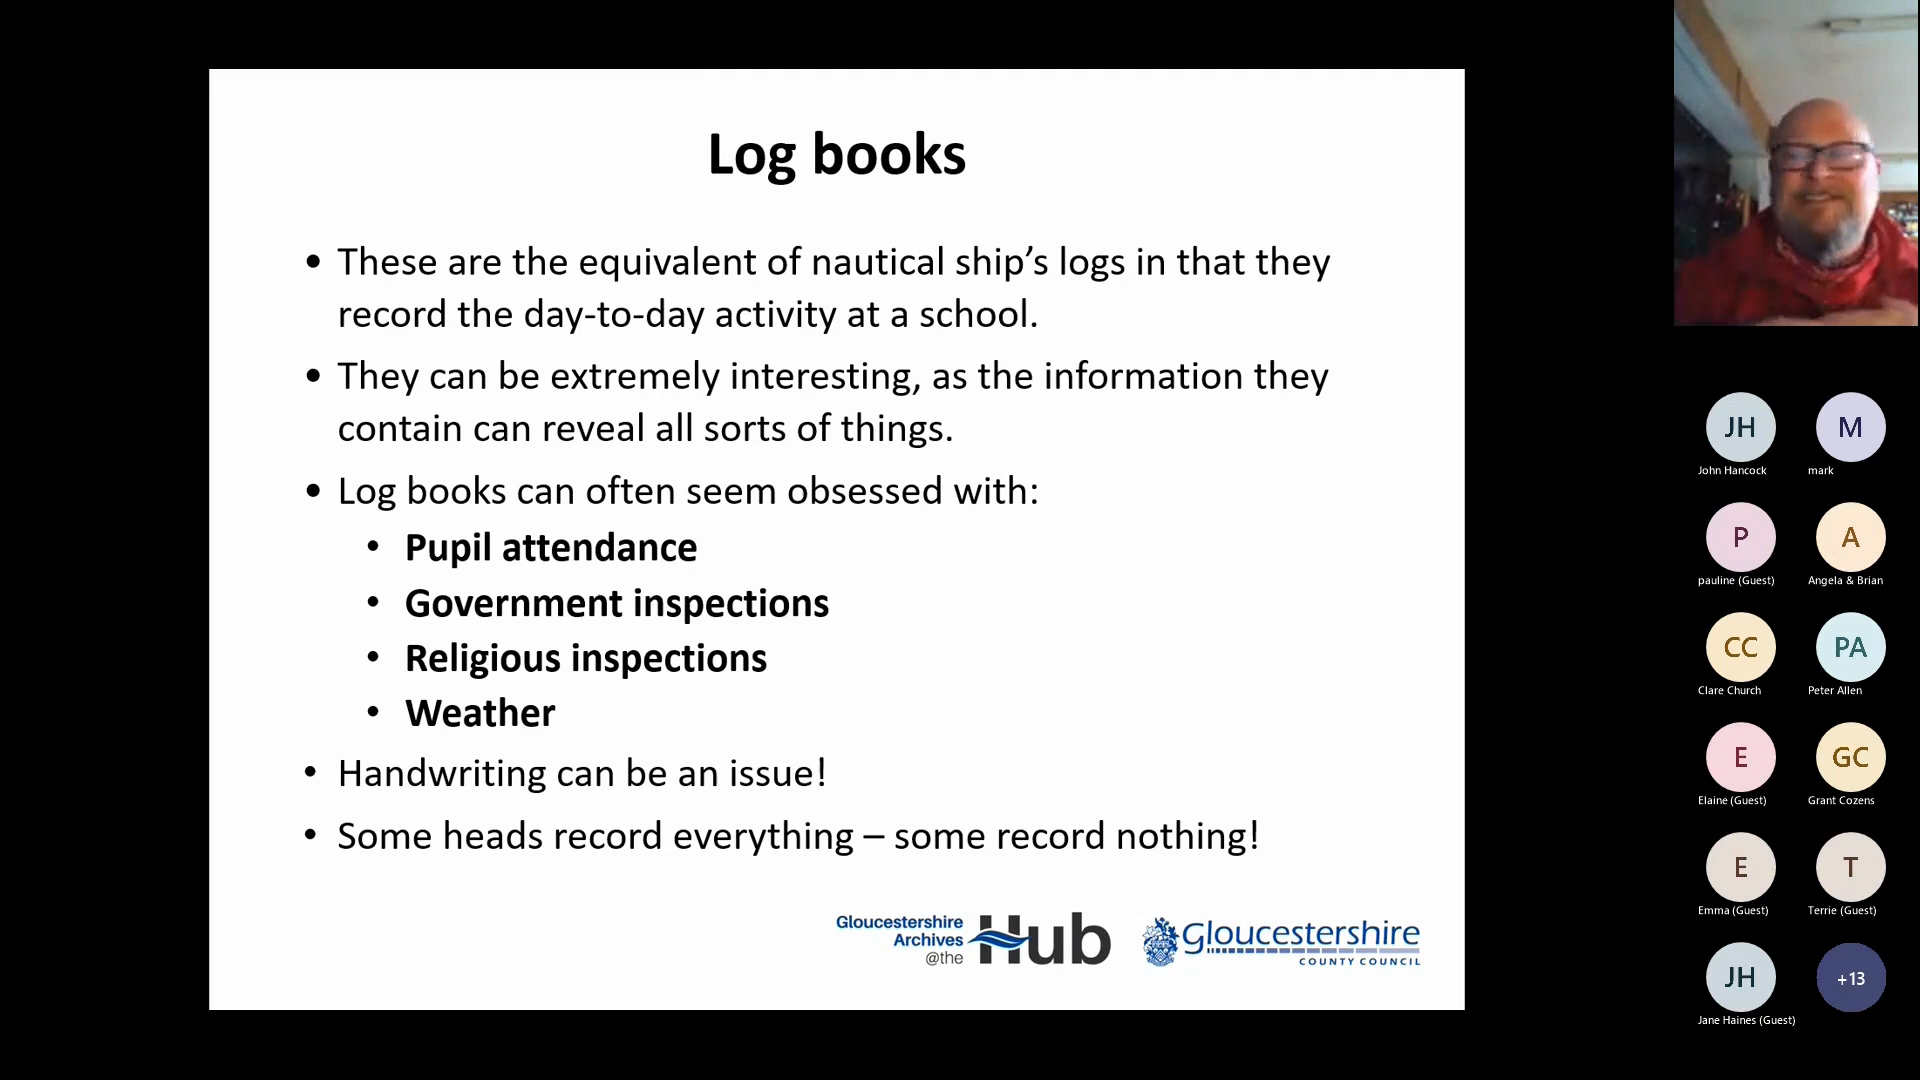 Log books
• These are the equivalent of nautical ship’s logs in that they
record the day-to-day activity at a school.
• They can be extremely interesting, as the information they
contain can reveal all sorts of things.
• Log books can often seem obsessed with:
• Pupil attendance
• Government inspections
• Religious inspections
• Weather
• Handwriting can be an issue!
• Some heads record everything – some record nothing!
Gloucestershire
Archives
@the
Hub
Gloucestershire
COUNTY COUNCIL
JH
M
John Hancock
mark
P
A
pauline (Guest)
Angela & Brian
CC
PA
Clare Church
Peter Allen
E
GC
Elaine (Guest)
Grant Cozens
E
T
Emma (Guest)
Terrie (Guest)
JH
+13
Jane Haines (Guest)